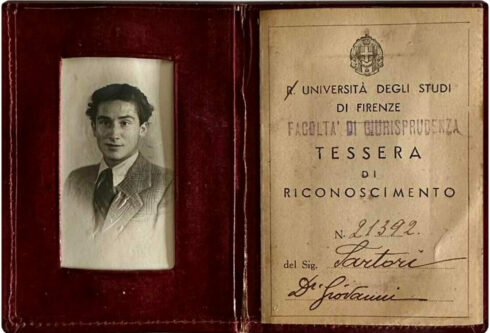 R. UNIVERSITÀ DEGLI STUDI
DI FIRENZE
FACOLTA' DI GIURISPRUDENZA
TESSERA
DI
RICONOSCIMENTO
N. 21392.
del Sig. Sartori
Di Giovanni